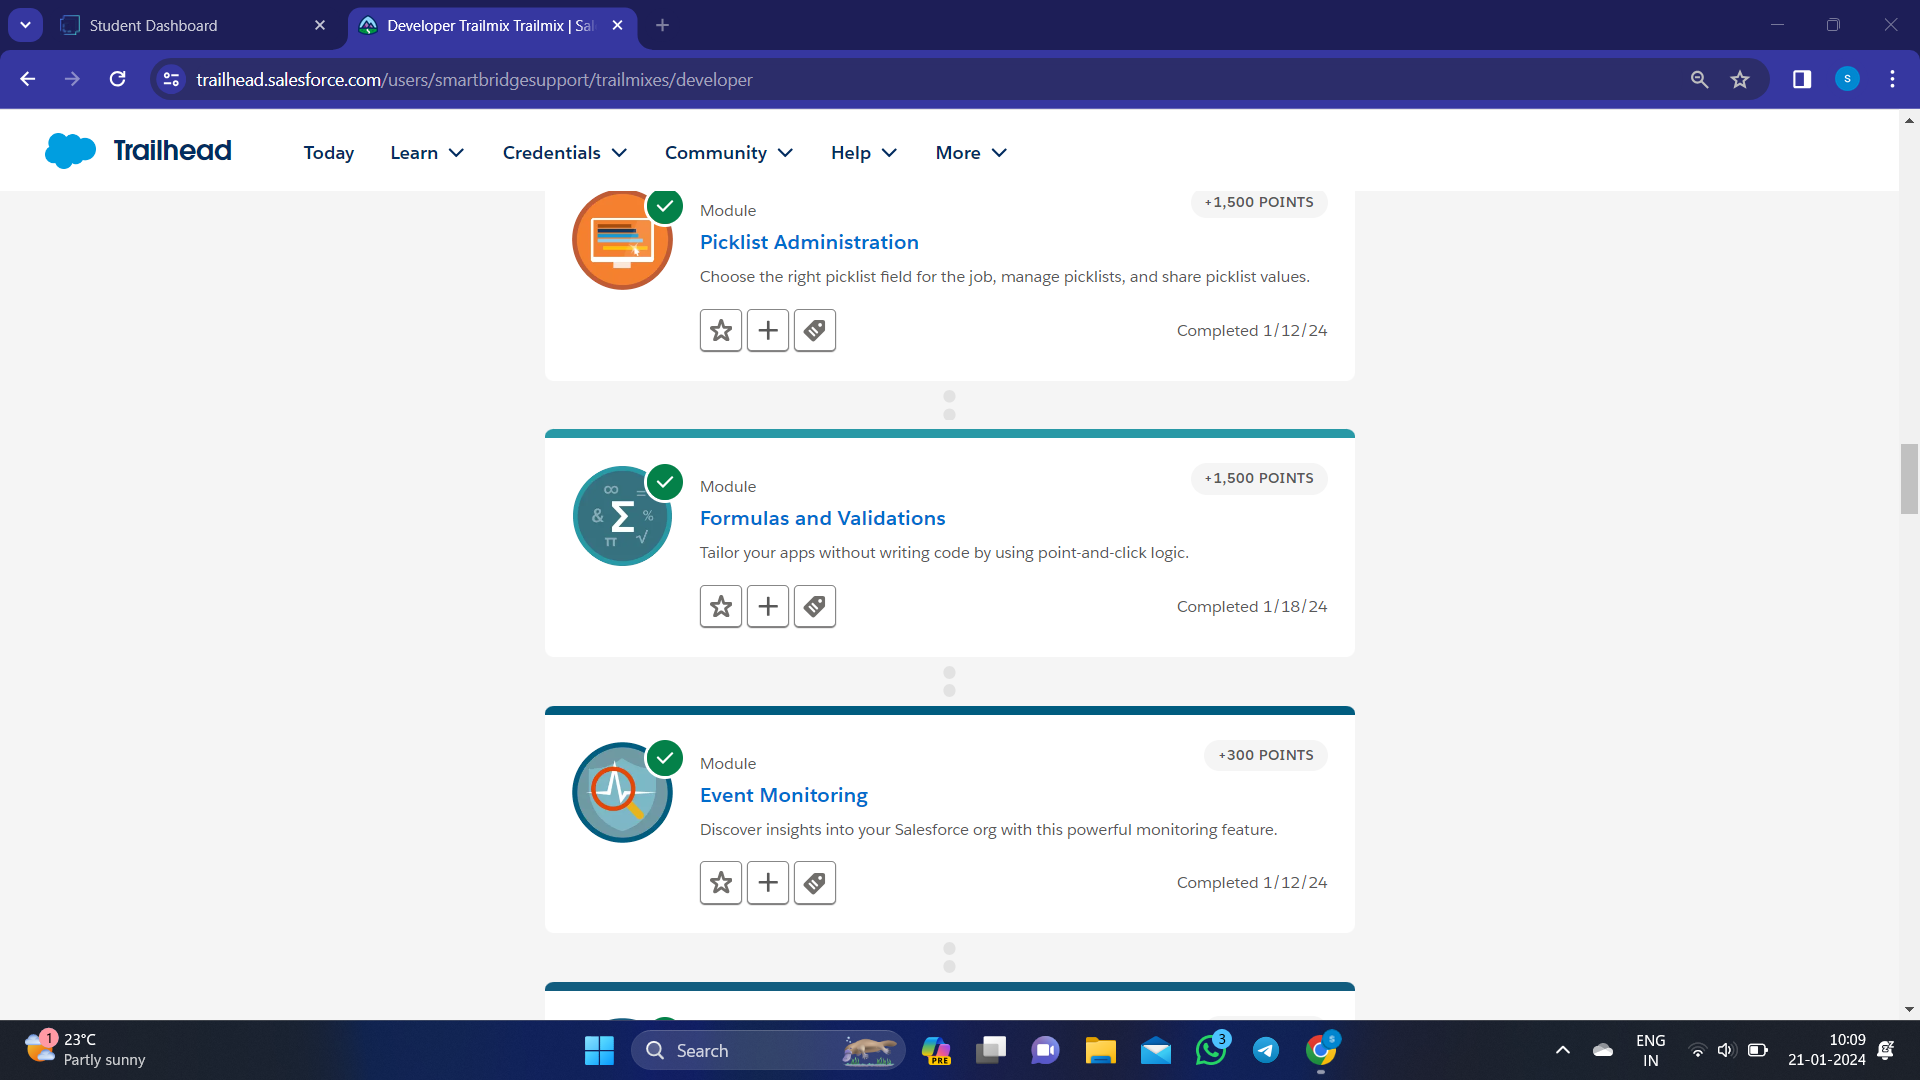 Student Dashboard
Developer Trailmix Trailmix | Sal
trailhead.salesforce.com/users/smartbridgesupport/trailmixes/developer
S
Trailhead
Today
Learn
Credentials
Community
Help
More
Module
+1,500 POINTS
Picklist Administration
Choose the right picklist field for the job, manage picklists, and share picklist values.
Completed 1/12/24
∞ =
& Σ %
π √
Module
+1,500 POINTS
Formulas and Validations
Tailor your apps without writing code by using point-and-click logic.
Completed 1/18/24
Module
+300 POINTS
Event Monitoring
Discover insights into your Salesforce org with this powerful monitoring feature.
Completed 1/12/24
1
23°C
Partly sunny
Search
PRE
3
S
ENG
IN
10:09
21-01-2024